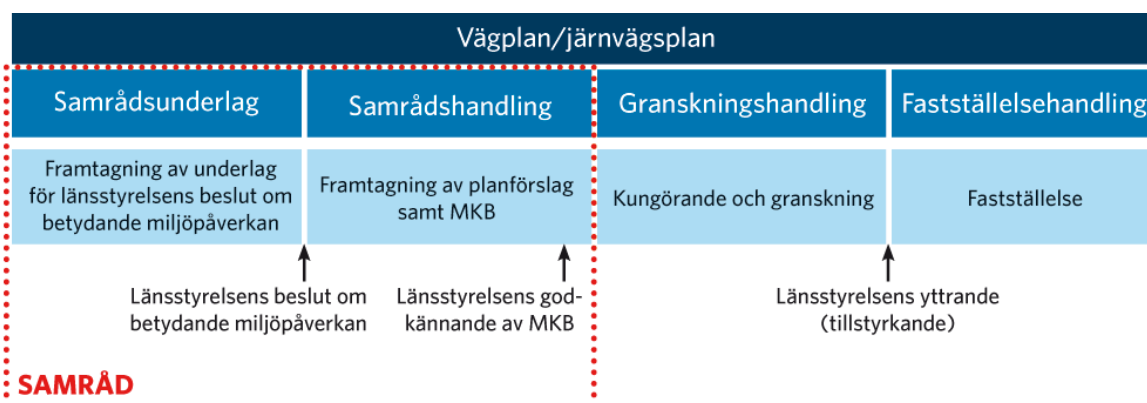 Vägplan/järnvägsplan
Samrådsunderlag
Samrådshandling
Granskningshandling
Fastställelsehandling
Framtagning av underlag
för länsstyrelsens beslut om
betydande miljöpåverkan
Framtagning av planförslag
samt MKB
Kungörande och granskning
Fastställelse
Länsstyrelsens beslut om
betydande miljöpåverkan
Länsstyrelsens god-
kännande av MKB
Länsstyrelsens yttrande
(tillstyrkande)
SAMRÅD